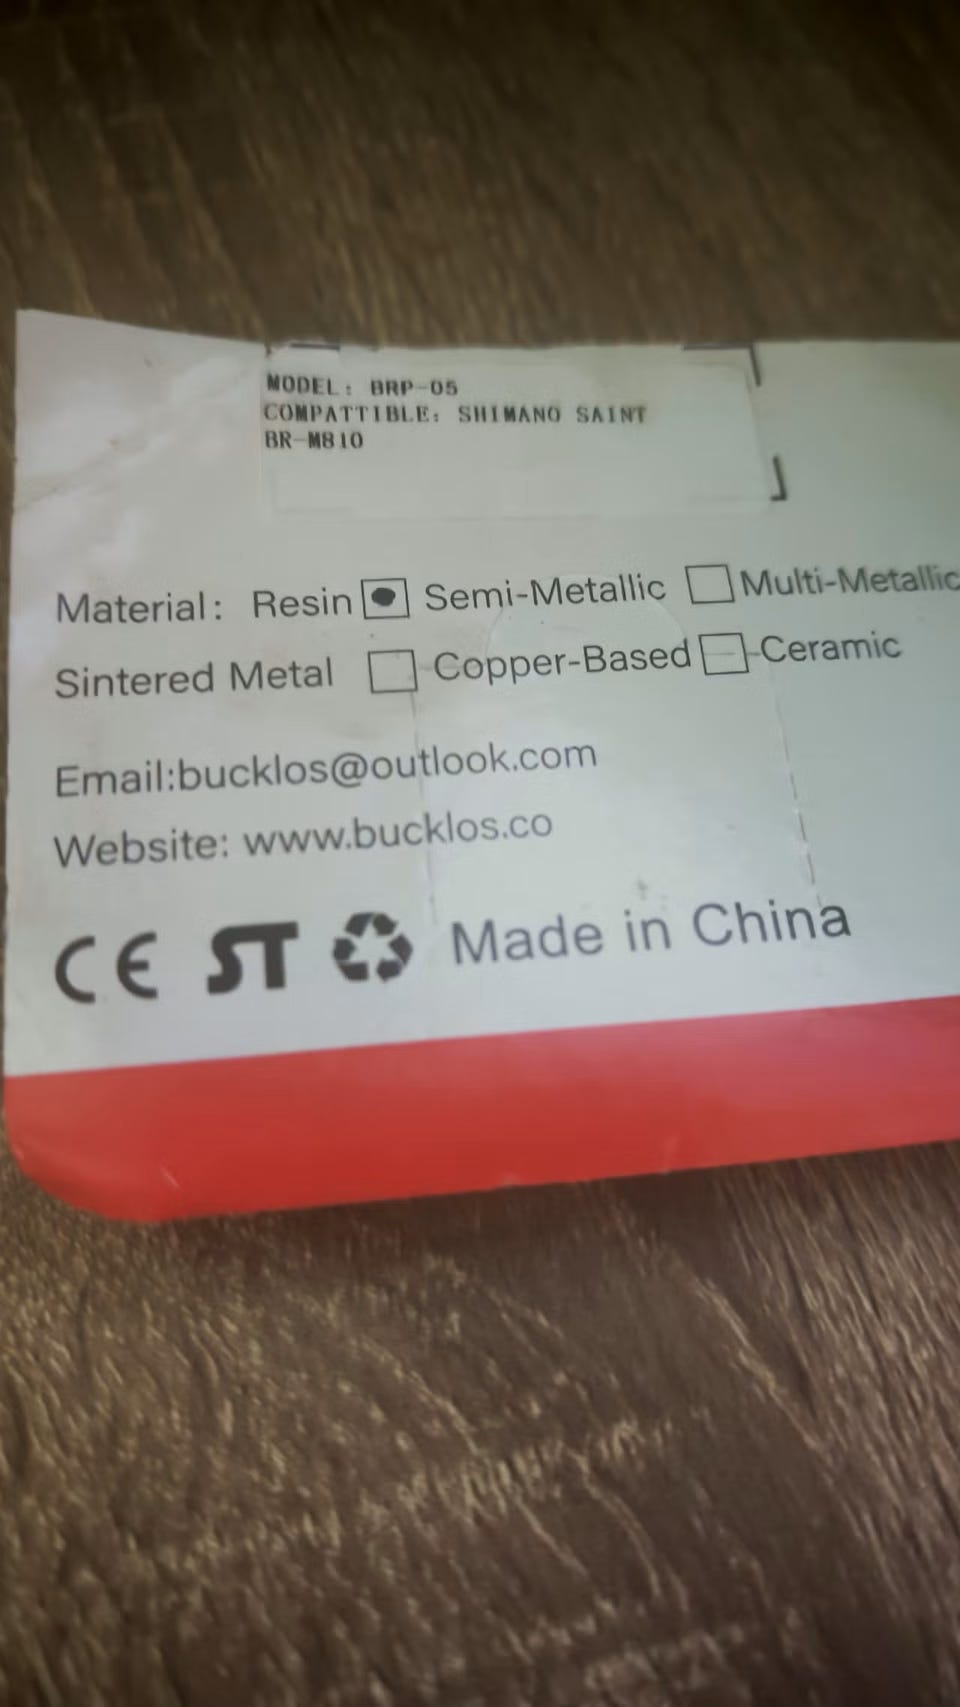 MODEL: BRP-05
COMPATTIBLE: SHIMANO SAINT
BR-M810
Material: Resin Semi-Metallic Multi-Metallic
Sintered Metal Copper-Based Ceramic
Email:bucklos@outlook.com
Website: www.bucklos.co
CE ST Made in China